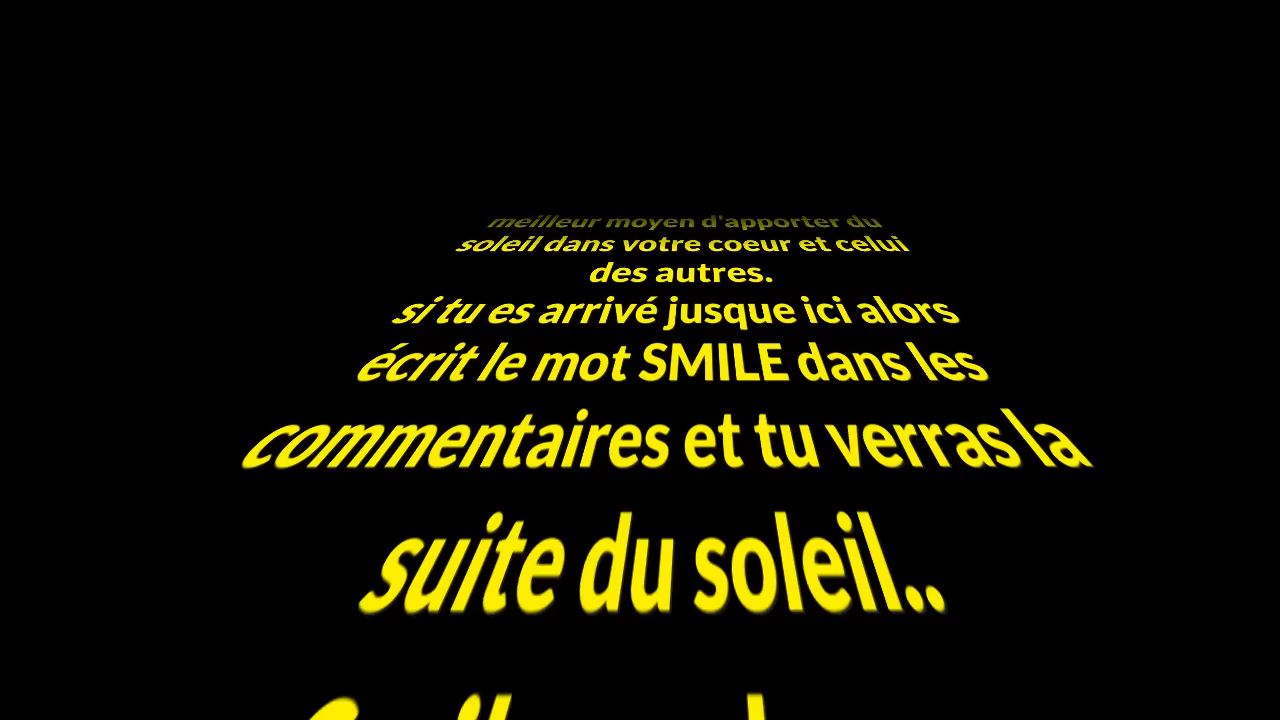 meilleur moyen d'apporter du
soleil dans votre coeur et celui
des autres.
si tu es arrivé jusque ici alors
écrit le mot SMILE dans les
commentaires et tu verras la
suite du soleil..